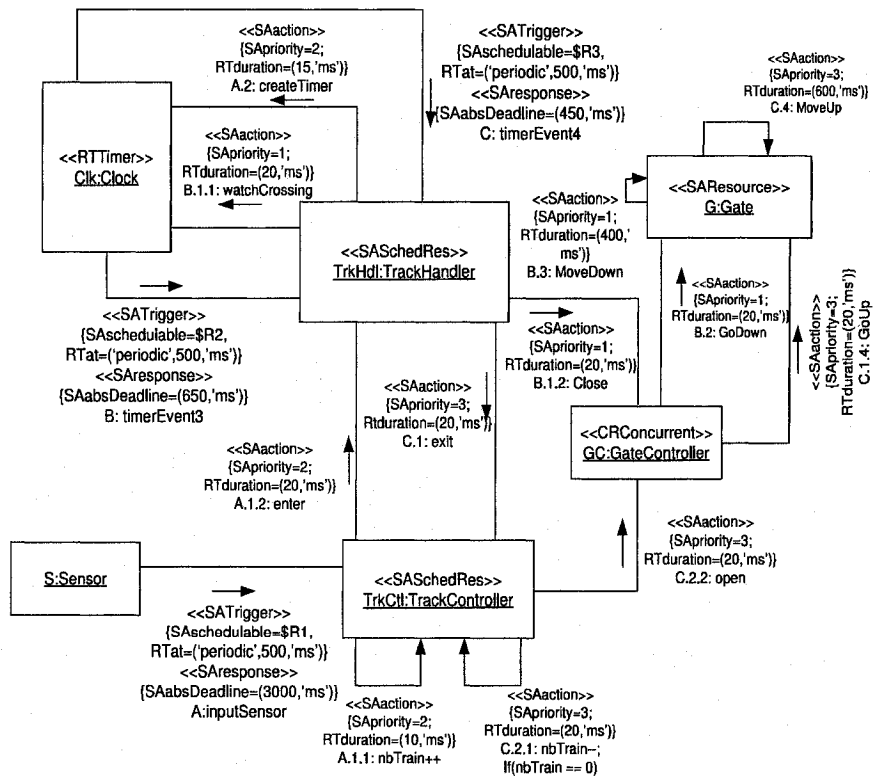 <<SAaction>>
{SApriority=2;
RTduration=(15,'ms')}
A.2: createTimer
<<SATrigger>>
{SAschedulable=$R3,
RTat=('periodic',500,'ms')}
<<SAresponse>>
{SAabsDeadline=(450,'ms')}
C: timerEvent4
<<SAaction>>
{SApriority=3;
RTduration=(600,'ms')}
C.4: MoveUp
<<RTTimer>>
Clk:Clock
<<SAaction>>
{SApriority=1;
RTduration=(20,'ms')}
B.1.1: watchCrossing
<<SAResource>>
G:Gate
<<SAaction>>
{SApriority=1;
RTduration=(400,'
ms')}
B.3: MoveDown
<<SASchedRes>>
TrkHdl:TrackHandler
<<SATrigger>>
{SAschedulable=$R2,
RTat=('periodic',500,'ms')}
<<SAresponse>>
{SAabsDeadline=(650,'ms')}
B: timerEvent3
<<SAaction>>
{SApriority=1;
RTduration=(20,'ms')}
B.1.2: Close
<<SAaction>>
{SApriority=1;
RTduration=(20,'ms')}
B.2: GoDown
<<SAaction>>
{SApriority=3;
RTduration=(20,'ms')}
C.1.4: GoUp
<<SAaction>>
{SApriority=3;
Rtduration=(20,'ms')}
C.1: exit
<<CRConcurrent>>
GC:GateController
<<SAaction>>
{SApriority=2;
RTduration=(20,'ms')}
A.1.2: enter
S:Sensor
<<SASchedRes>>
TrkCtl:TrackController
<<SAaction>>
{SApriority=3;
RTduration=(20,'ms')}
C.2.2: open
<<SATrigger>>
{SAschedulable=$R1,
RTat=('periodic',500,'ms')}
<<SAresponse>>
{SAabsDeadline=(3000,'ms')}
A:inputSensor
<<SAaction>>
{SApriority=2;
RTduration=(10,'ms')}
A.1.1: nbTrain++
<<SAaction>>
{SApriority=3;
RTduration=(20,'ms')}
C.2.1: nbTrain--;
If(nbTrain == 0)